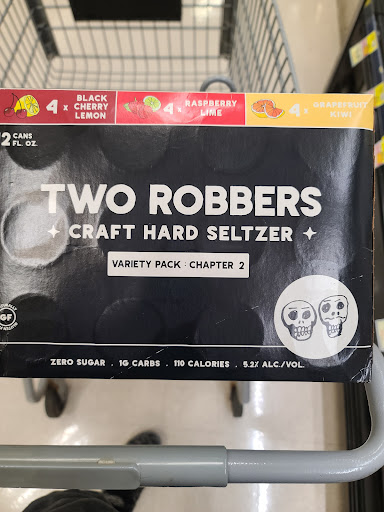 4 x BLACK CHERRY LEMON
4 x RASPBERRY LIME
4 x GRAPEFRUIT KIWI
2 CANS
FL. OZ.
TWO ROBBERS
CRAFT HARD SELTZER
VARIETY PACK : CHAPTER 2
GF
ZERO SUGAR . 1G CARBS . 110 CALORIES . 5.2% ALC./VOL.